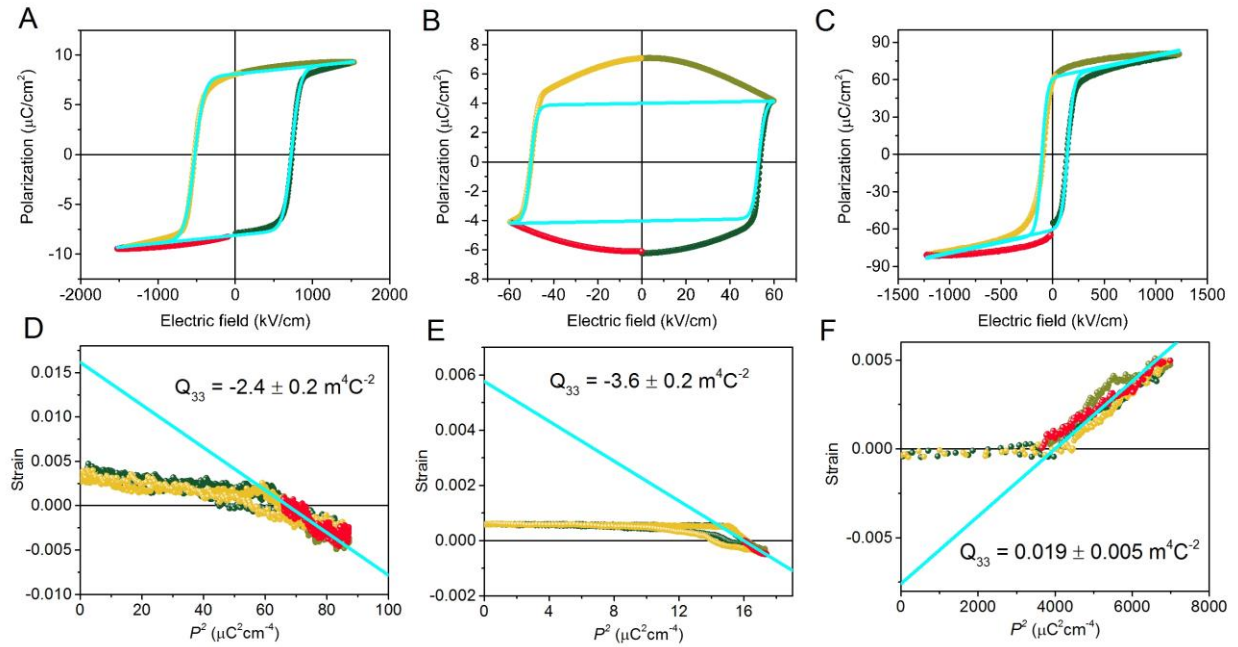 A
B
C
Polarization (μC/cm²)
10
5
0
-5
-10
-2000 -1000 0 1000 2000
Electric field (kV/cm)
Polarization (μC/cm²)
8
6
4
2
0
-2
-4
-6
-8
-60 -40 -20 0 20 40 60
Electric field (kV/cm)
Polarization (μC/cm²)
90
60
30
0
-30
-60
-90
-1500 -1000 -500 0 500 1000 1500
Electric field (kV/cm)
D
E
F
Strain
0.015
0.010
0.005
0.000
-0.005
-0.010
Q₃₃ = -2.4 ± 0.2 m⁴C⁻²
0 20 40 60 80 100
P² (μC²cm⁻⁴)
Strain
0.006
0.004
0.002
0.000
-0.002
Q₃₃ = -3.6 ± 0.2 m⁴C⁻²
0 4 8 12 16
P² (μC²cm⁻⁴)
Strain
0.005
0.000
-0.005
Q₃₃ = 0.019 ± 0.005 m⁴C⁻²
0 2000 4000 6000 8000
P² (μC²cm⁻⁴)